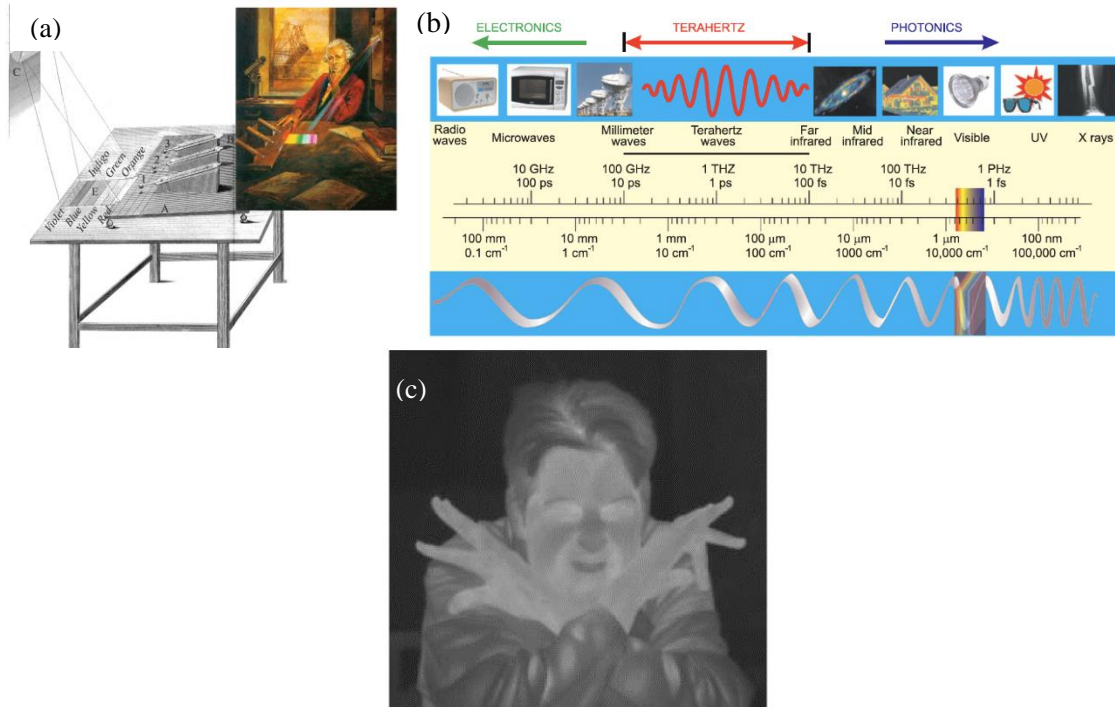 (a)
C
Indigo
Green
Orange
Violet
Blue
Yellow
Red
E
A
B
1
2
3
(b)
ELECTRONICS TERAHERTZ PHOTONICS
Radio waves
Microwaves
Millimeter waves
Terahertz waves
Far infrared
Mid infrared
Near infrared
Visible
UV
X rays
10 GHz 100 GHz 1 THZ 10 THz 100 THz 1 PHz
100 ps 10 ps 1 ps 100 fs 10 fs 1 fs
100 mm 10 mm 1 mm 100 µm 10 µm 1 µm 100 nm
0.1 cm⁻¹ 1 cm⁻¹ 10 cm⁻¹ 100 cm⁻¹ 1000 cm⁻¹ 10,000 cm⁻¹ 100,000 cm⁻¹
(c)